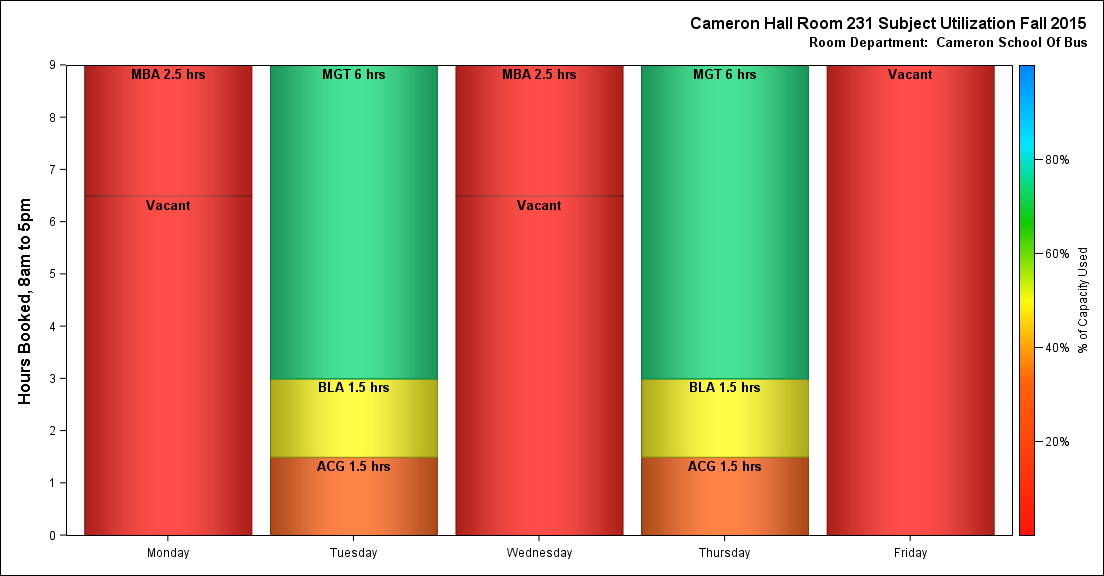 Cameron Hall Room 231 Subject Utilization Fall 2015
Room Department:  Cameron School Of Bus
Hours Booked, 8am to 5pm
9
8
7
6
5
4
3
2
1
0
MBA 2.5 hrs
Vacant
MGT 6 hrs
BLA 1.5 hrs
ACG 1.5 hrs
MBA 2.5 hrs
Vacant
MGT 6 hrs
BLA 1.5 hrs
ACG 1.5 hrs
Vacant
Monday
Tuesday
Wednesday
Thursday
Friday
80%
60%
40%
20%
% of Capacity Used